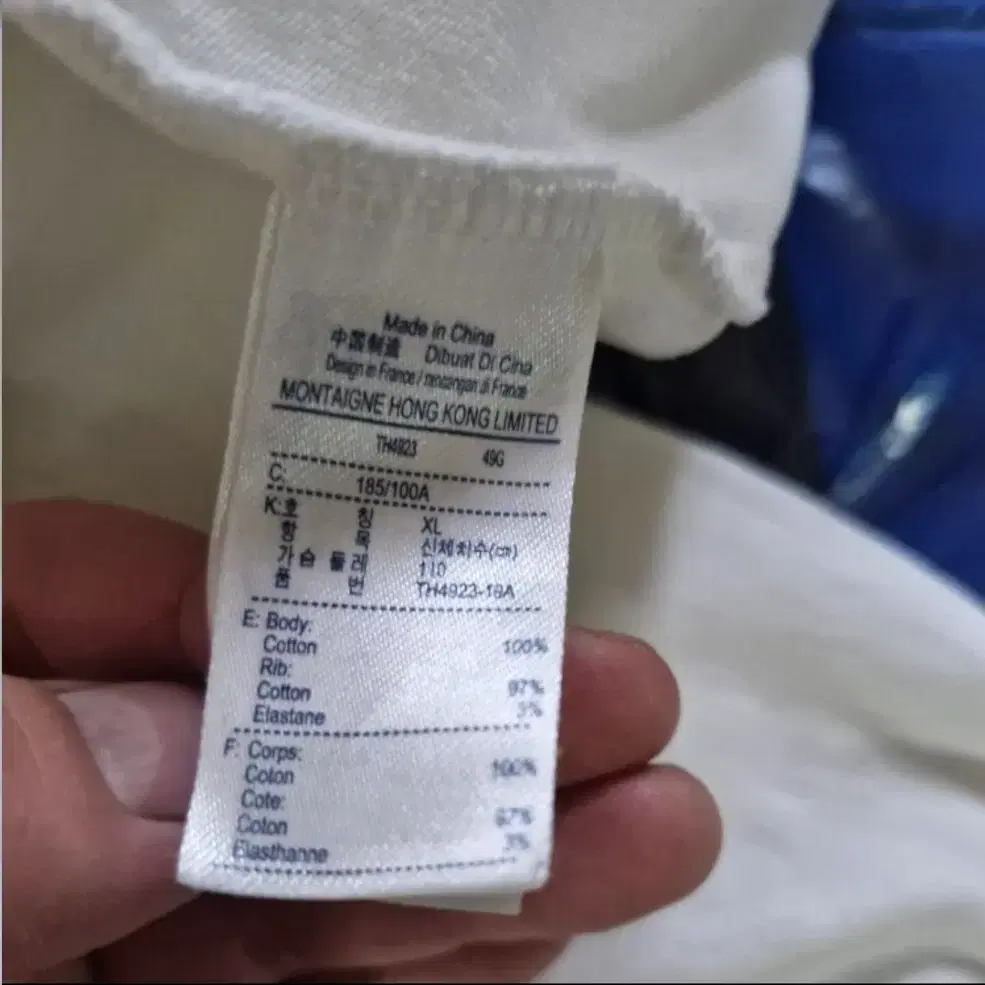 Made in China
中国制造 Dibuat Di Cina
Design in France / rancangan di France
MONTAIGNE HONG KONG LIMITED
TH4923 49G
C: 185/100A
K:호 칭 XL
항 목 신체치수(㎝)
가 슴 둘 레 110
품 번 TH4923-18A
E: Body:
Cotton 100%
Rib:
Cotton 97%
Elastane 3%
F: Corps:
Coton 100%
Cote:
Coton 97%
Elasthanne 3%